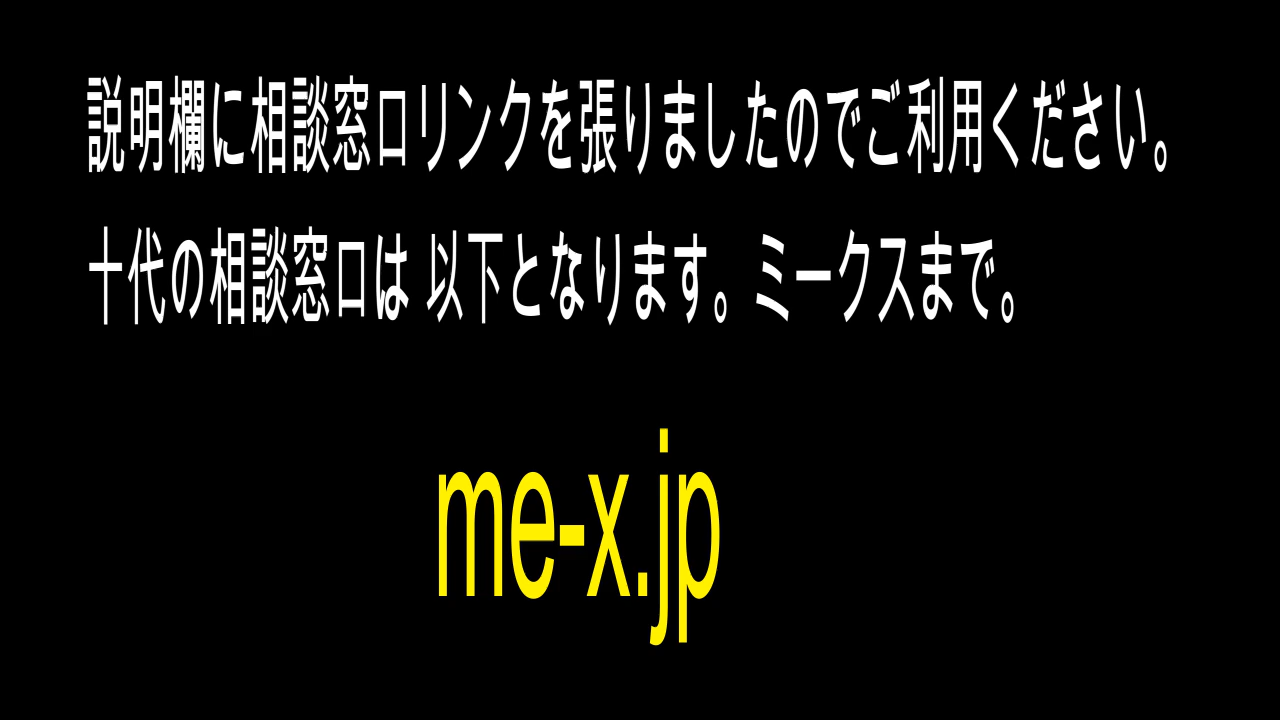 説明欄に相談窓口リンクを張りましたのでご利用ください。
十代の相談窓口は 以下となります。ミークスまで。
me-x.jp